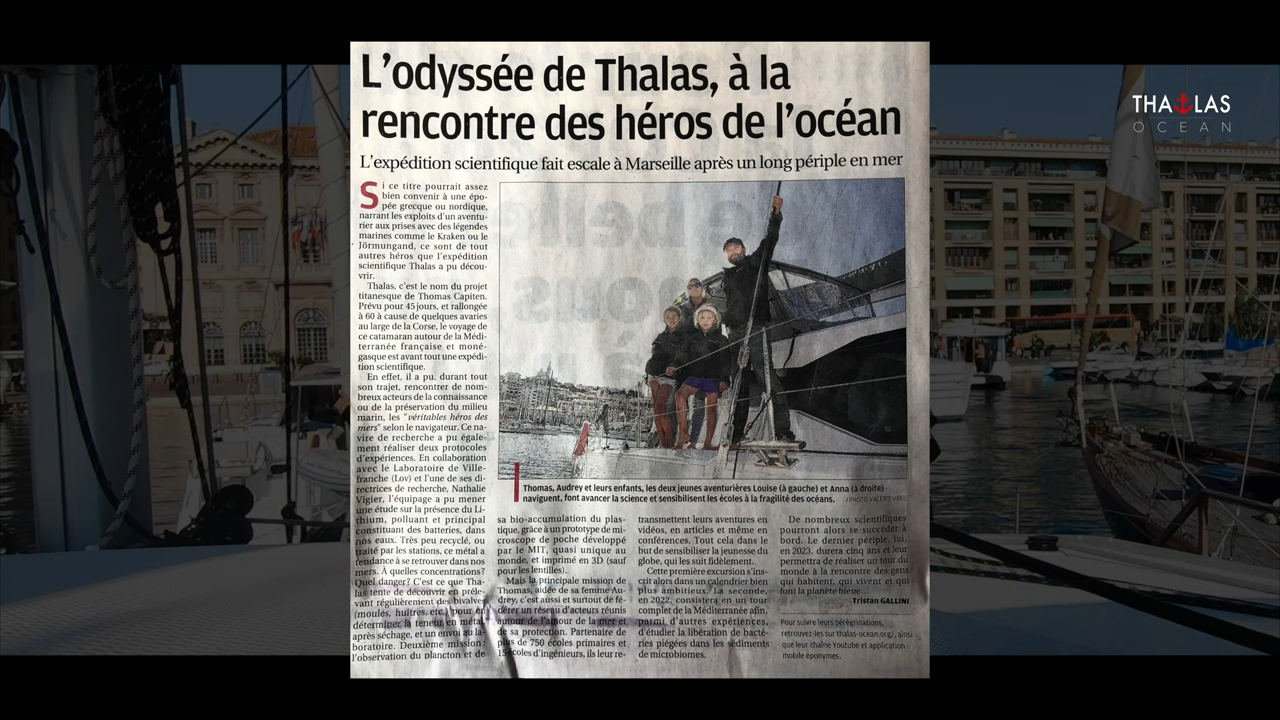 L'odyssée de Thalas, à la
rencontre des héros de l'océan
L'expédition scientifique fait escale à Marseille après un long périple en mer
THALAS
OCEAN
Si ce titre pourrait assez
bien convenir à une épo-
pée grecque ou nordique,
narrant les exploits d'un aventu-
rier aux prises avec des légendes
marines comme le Kraken ou le
Jörmungand, ce sont de tout
autres héros que l'expédition
scientifique Thalas a pu décou-
vrir.
Thalas, c'est le nom du projet
titanesque de Thomas Capiten.
Prévu pour 45 jours, et rallongée
à 60 à cause de quelques avaries
au large de la Corse, le voyage de
ce catamaran autour de la Médi-
terranée française et moné-
gasque est avant tout une expédi-
tion scientifique.
En effet, il a pu, durant tout
son trajet, rencontrer de nom-
breux acteurs de la connaissance
ou de la préservation du milieu
marin, les "véritables héros des
mers" selon le navigateur. Ce na-
vire de recherche a pu égale-
ment réaliser deux protocoles
d'expériences. En collaboration
avec le Laboratoire de Ville-
franche (Lov) et l'une de ses di-
rectrices de recherche, Nathalie
Vigier, l'équipage a pu mener
une étude sur la présence du Li-
thium, polluant et principal
constituant des batteries, dans
nos eaux. Très peu recyclé, ou
traité par les stations, ce métal a
tendance à se retrouver dans nos
mers. A quelles concentrations?
Quel danger? C'est ce que Tha-
las tente de découvrir en préle-
vant régulièrement des bivalves
(moules, huîtres, etc.) pour en
déterminer la teneur en métal,
après séchage, et un envoi au la-
boratoire. Deuxième mission :
l'observation du plancton et de
Thomas, Audrey et leurs enfants, les deux jeunes aventurières Louise (à gauche) et Anna (à droite)
naviguent, font avancer la science et sensibilisent les écoles à la fragilité des océans. / PHOTO VALÉRIE VREL
sa bio-accumulation du plas-
tique, grâce à un prototype de mi-
croscope de poche développé
par le MIT, quasi unique au
monde, et imprimé en 3D (sauf
pour les lentilles).
Mais la principale mission de
Thomas, aidée de sa femme Au-
drey, c'est aussi et surtout de fé-
dérer un réseau d'acteurs réunis
autour de l'amour de la mer et
de sa protection. Partenaire de
plus de 750 écoles primaires et
15 écoles d'ingénieurs, ils leur re-
transmettent leurs aventures en
vidéos, en articles et même en
conférences. Tout cela dans le
but de sensibiliser la jeunesse du
globe, qui les suit fidèlement.
Cette première excursion s'ins-
crit alors dans un calendrier bien
plus ambitieux. La seconde,
en 2022, consistera en un tour
complet de la Méditerranée afin,
parmi d'autres expériences,
d'étudier la libération de bacté-
ries piégées dans les sédiments
de microbiomes.
De nombreux scientifiques
pourront alors se succéder à
bord. Le dernier périple, lui,
en 2023, durera cinq ans et leur
permettra de réaliser un tour du
monde à la rencontre des gens
qui habitent, qui vivent et qui
font la planète bleue.
Tristan GALLINI
Pour suivre leurs pérégrinations,
retrouvez-les sur thalas-ocean.org/, ainsi
que leur chaîne Youtube et application
mobile éponymes.